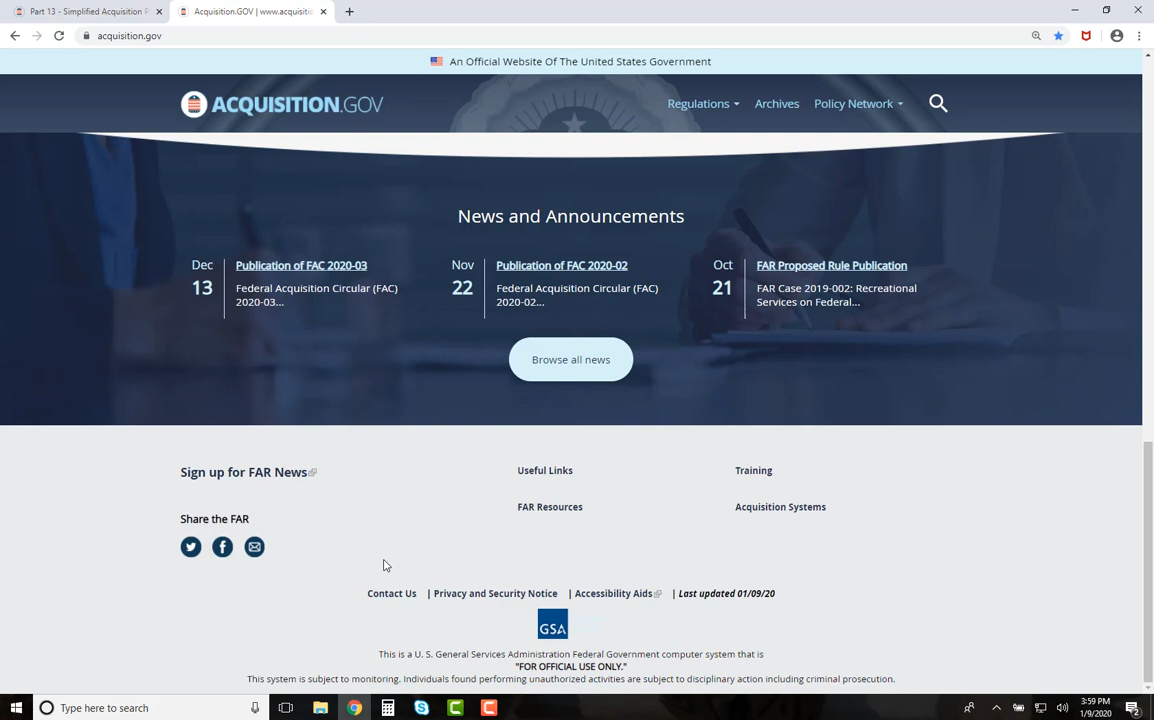 Part 13 - Simplified Acquisition P
Acquisition.GOV | www.acquisitio
acquisition.gov
An Official Website Of The United States Government
ACQUISITION.GOV
Regulations
Archives
Policy Network
News and Announcements
Dec
13
Publication of FAC 2020-03
Federal Acquisition Circular (FAC)
2020-03...
Nov
22
Publication of FAC 2020-02
Federal Acquisition Circular (FAC)
2020-02...
Oct
21
FAR Proposed Rule Publication
FAR Case 2019-002: Recreational
Services on Federal...
Browse all news
Sign up for FAR News
Useful Links
Training
FAR Resources
Acquisition Systems
Share the FAR
Contact Us | Privacy and Security Notice | Accessibility Aids | Last updated 01/09/20
GSA
This is a U. S. General Services Administration Federal Government computer system that is
"FOR OFFICIAL USE ONLY."
This system is subject to monitoring. Individuals found performing unauthorized activities are subject to disciplinary action including criminal prosecution.
Type here to search
3:59 PM
1/9/2020
2